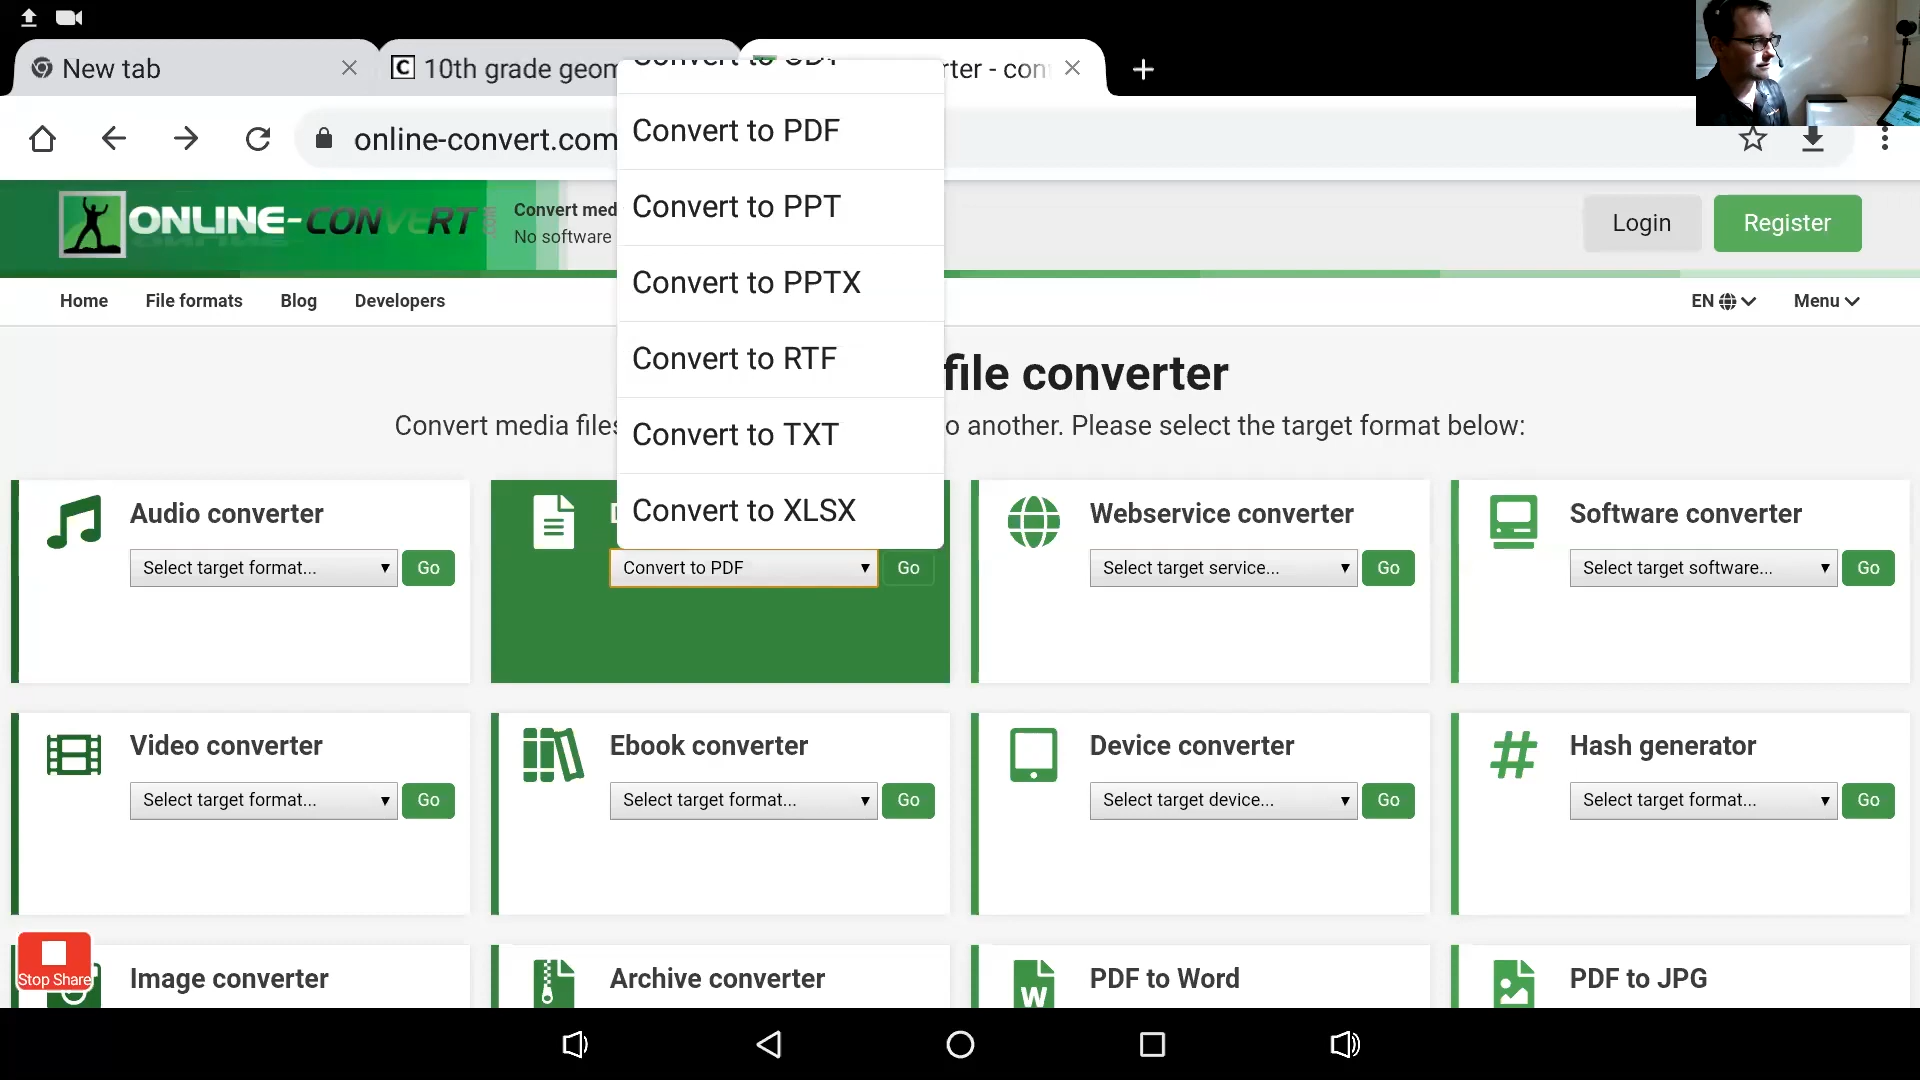 New tab
10th grade geom
rter - con
online-convert.com
Convert to PDF
Convert to PPT
Convert to PPTX
Convert to RTF
Convert to TXT
Convert to XLSX
ONLINE-CONVERT
Convert med
No software
Login
Register
Home
File formats
Blog
Developers
EN
Menu
file converter
Convert media files
o another. Please select the target format below:
Audio converter
Select target format...
Go
Convert to PDF
Go
Webservice converter
Select target service...
Go
Software converter
Select target software...
Go
Video converter
Select target format...
Go
Ebook converter
Select target format...
Go
Device converter
Select target device...
Go
Hash generator
Select target format...
Go
Stop Share
Image converter
Archive converter
PDF to Word
PDF to JPG